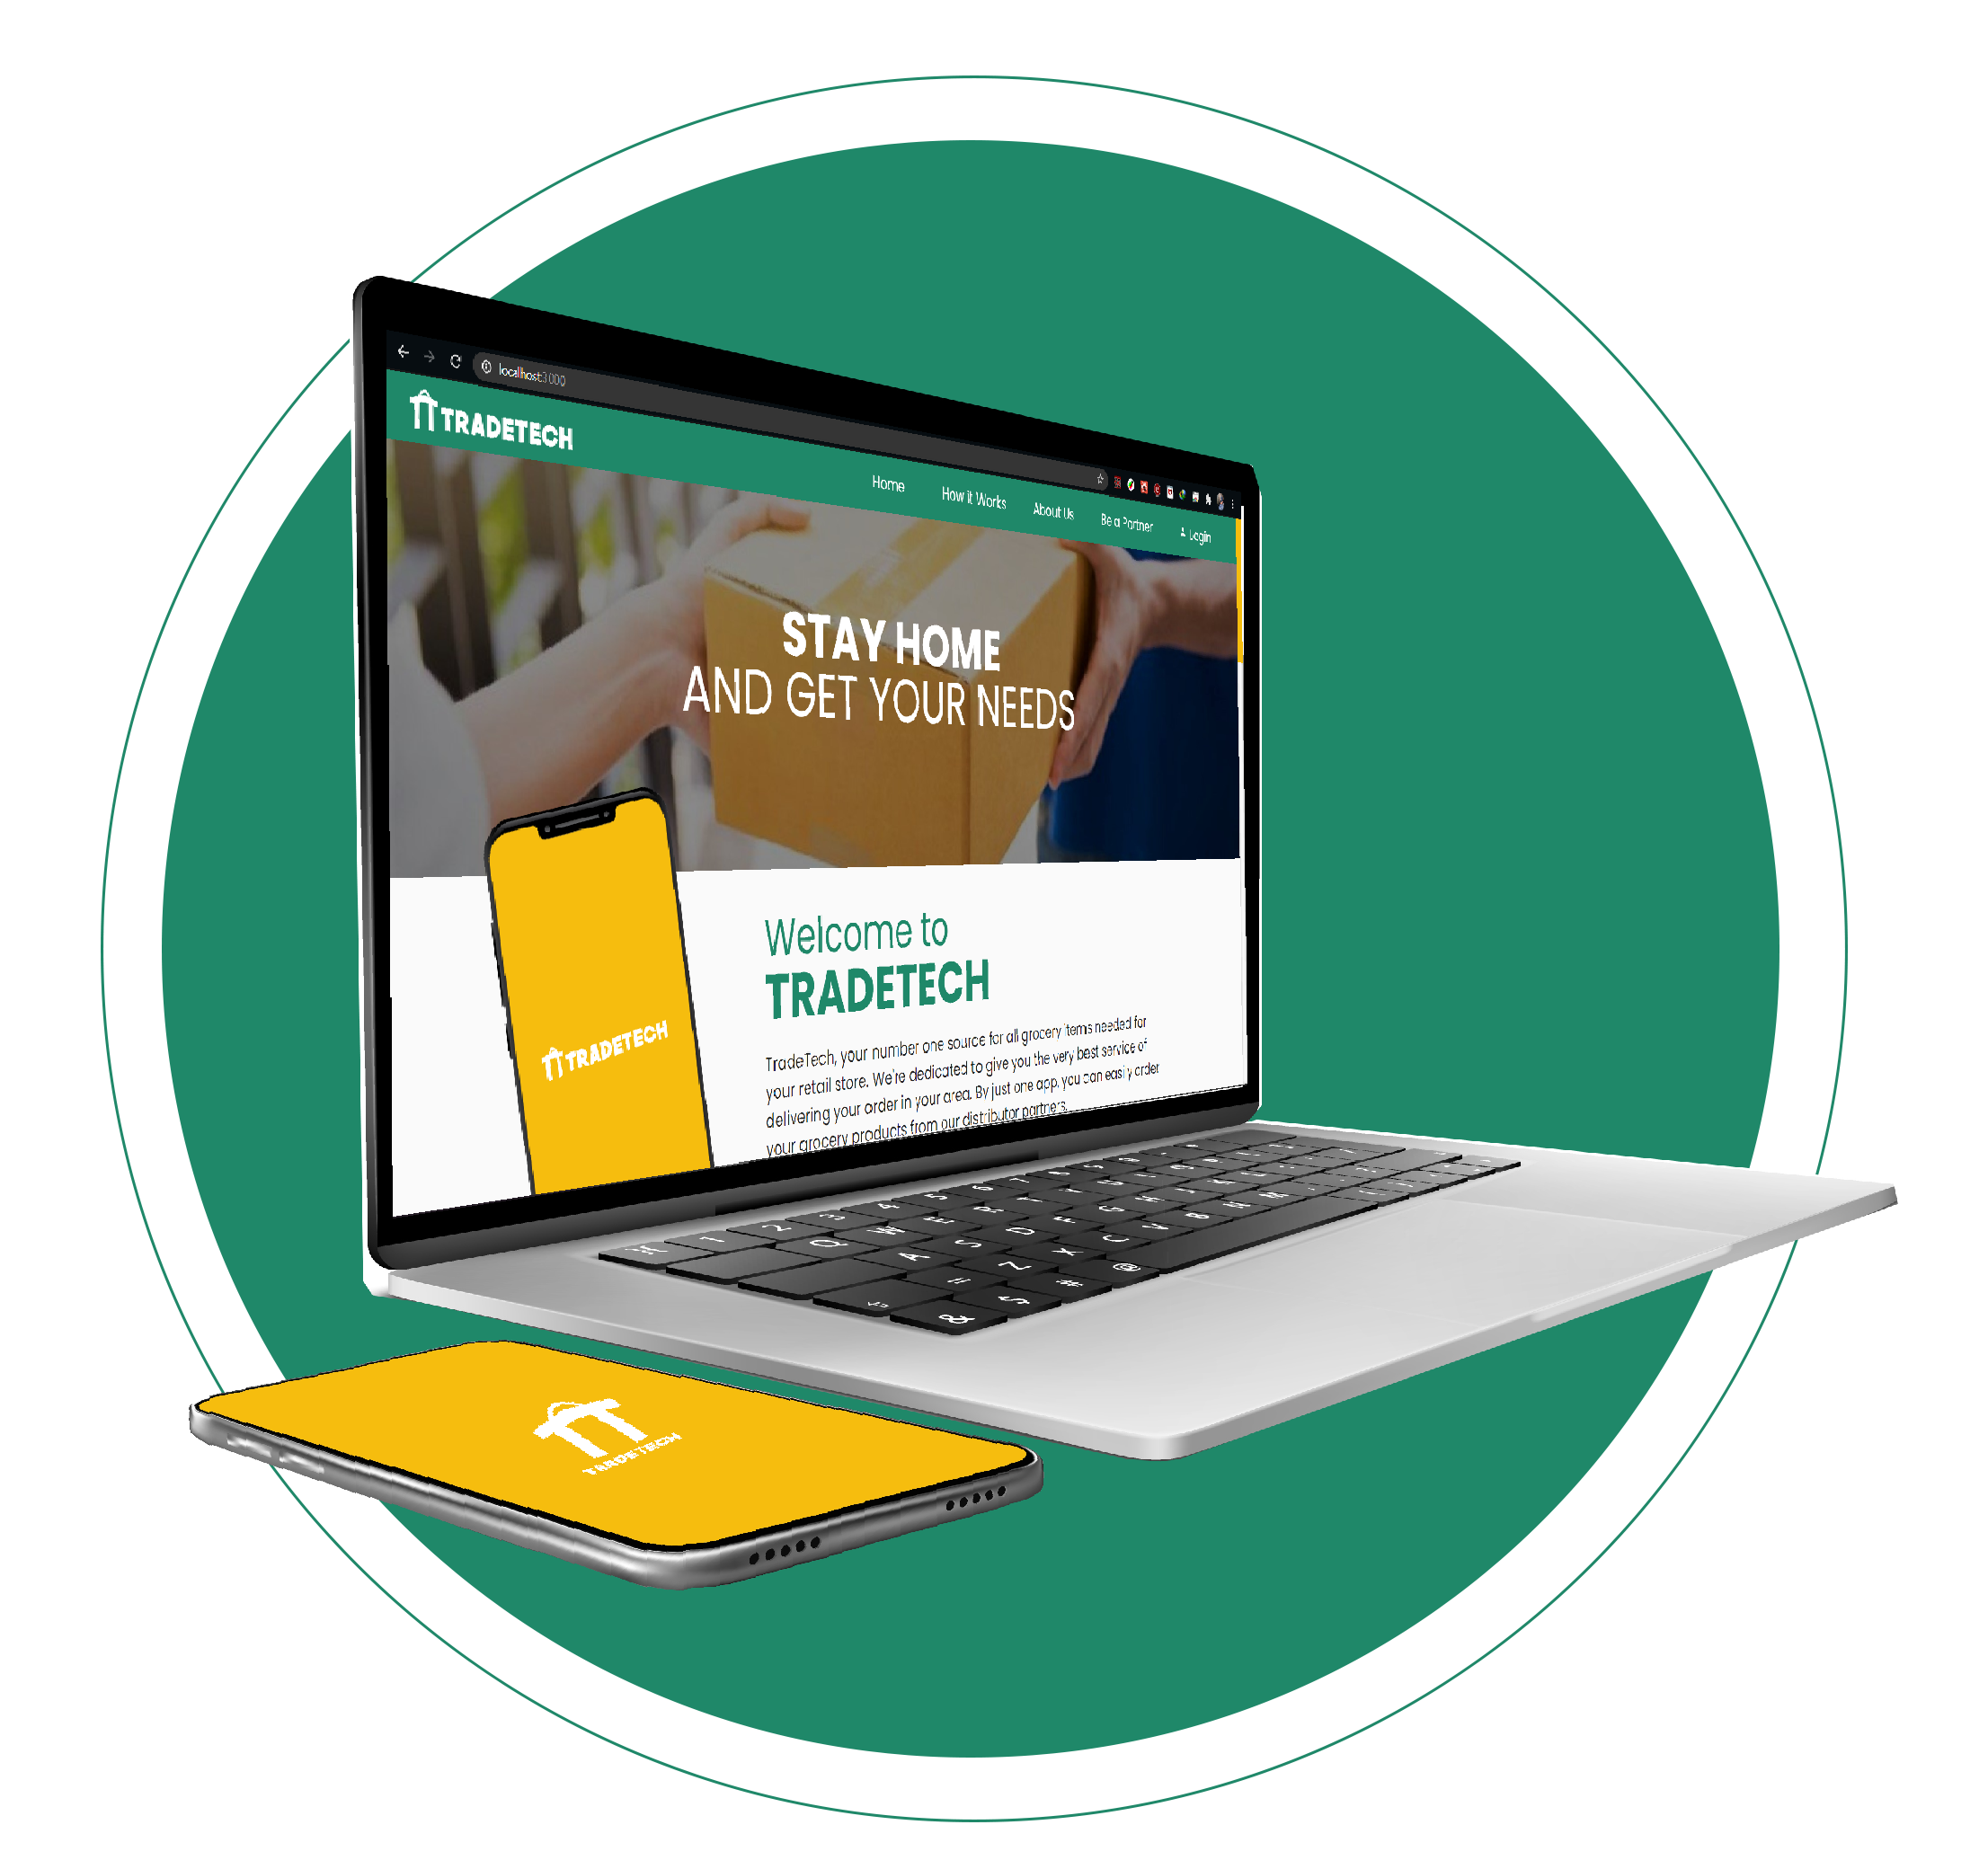 localhost:3000
TRADETECH
Home How it Works About Us Be a Partner Login
STAY HOME
AND GET YOUR NEEDS
Welcome to
TRADETECH
TradeTech, your number one source for all grocery items needed for
your retail store. We're dedicated to give you the very best service of
delivering your order in your area. By just one app, you can easily order
your grocery products from our distributor partners.
TRADETECH
TRADETECH